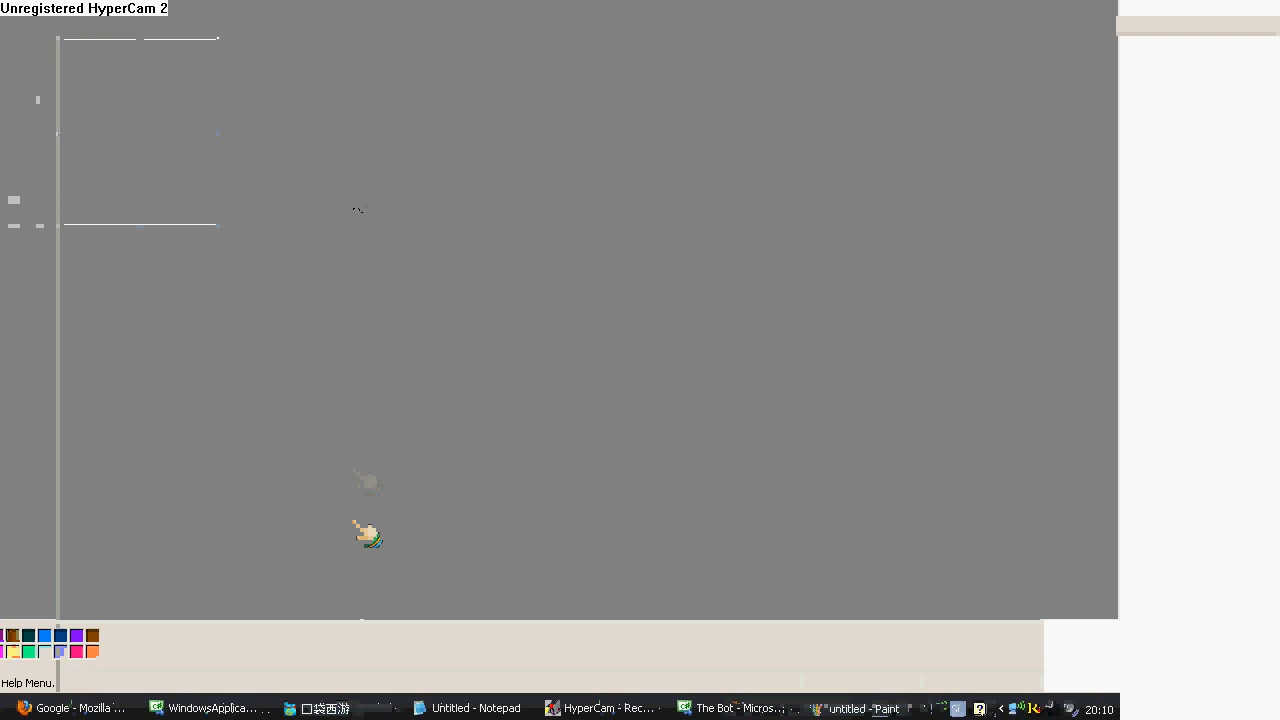 Unregistered HyperCam 2
Help Menu.
Google - Mozilla '...
WindowsApplica...
口袋西游
Untitled - Notepad
HyperCam - Rec...
The Bot - Micros...
untitled - Paint
20:10